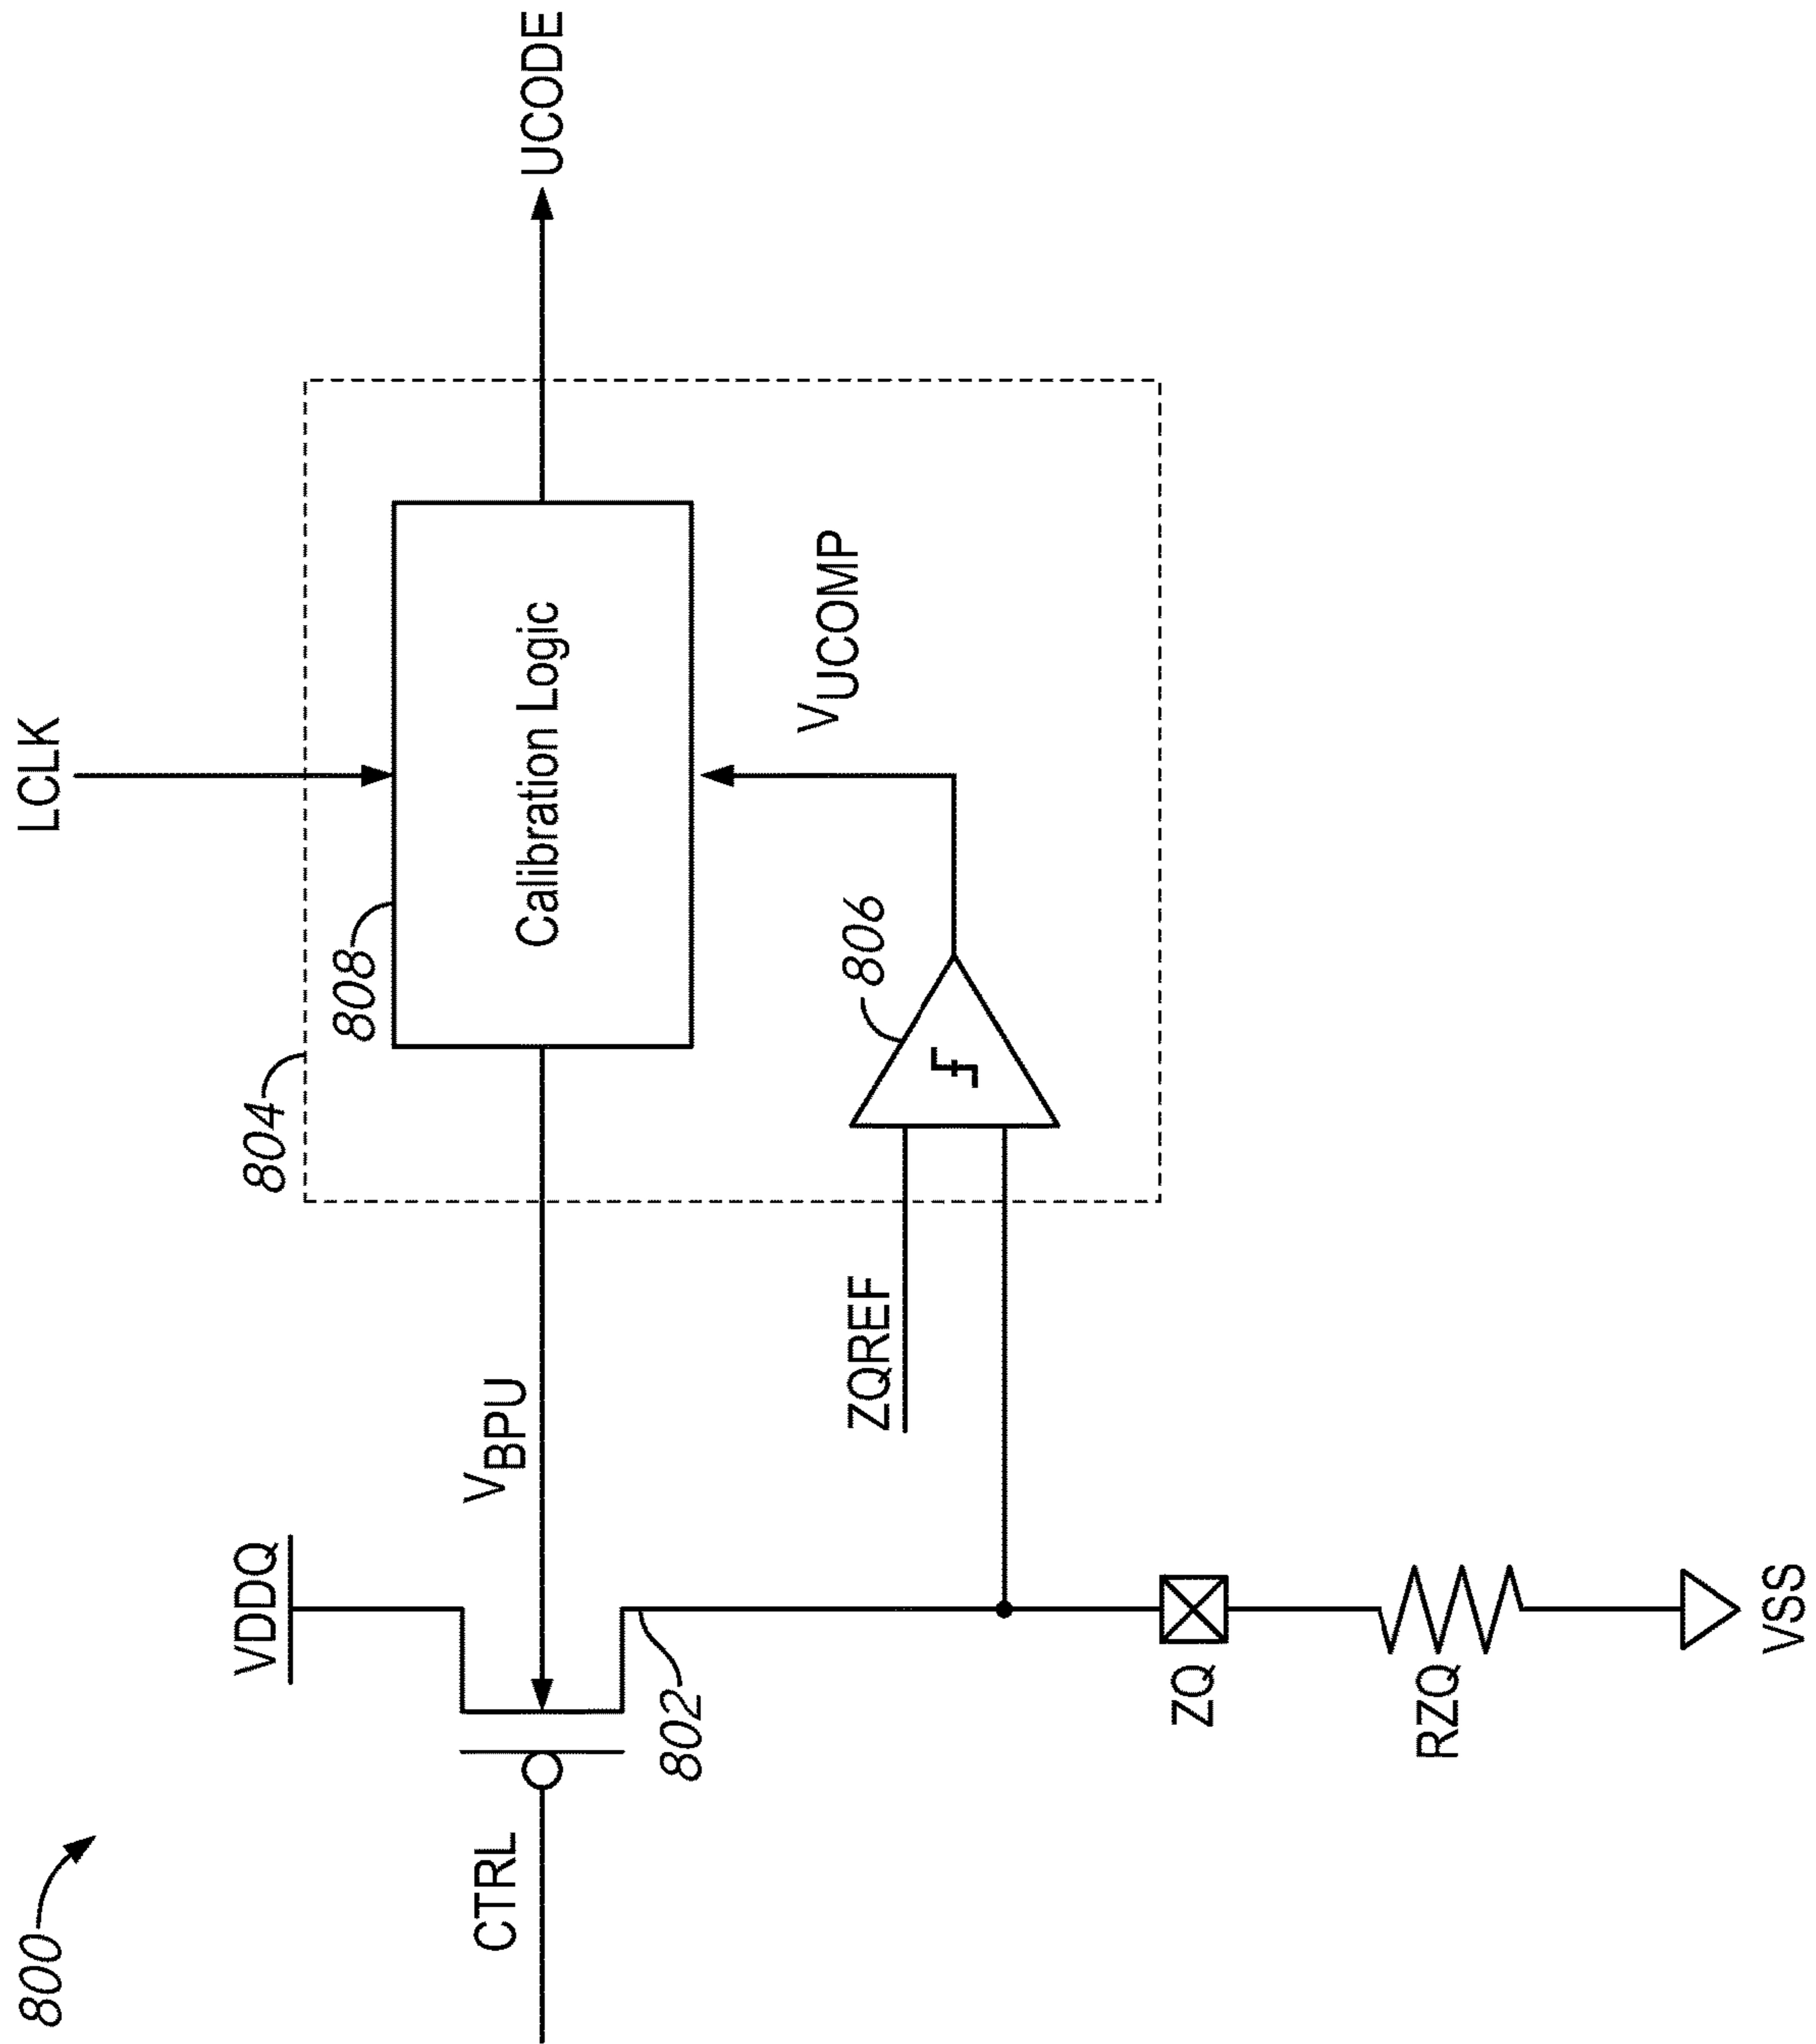 800
LCLK
VDDQ
804
808
CTRL
VBPU
Calibration Logic
UCODE
802
ZQREF
806
VUCOMP
ZQ
RZQ
VSS